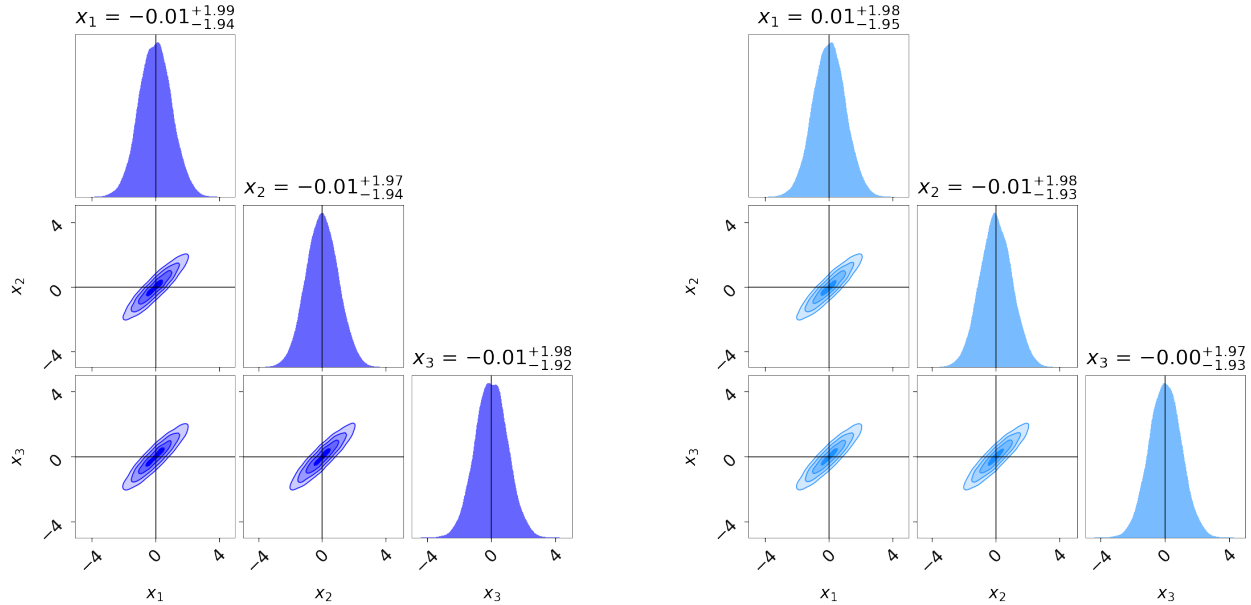 x₁ = −0.01 +1.99 −1.94
x₁ = 0.01 +1.98 −1.95
x₂ = −0.01 +1.97 −1.94
x₂ = −0.01 +1.98 −1.93
4
0
−4
x₂
4
0
−4
x₂
x₃ = −0.01 +1.98 −1.92
x₃ = −0.00 +1.97 −1.93
4
0
−4
x₃
4
0
−4
x₃
−4 0 4 −4 0 4 −4 0 4
−4 0 4 −4 0 4 −4 0 4
x₁ x₂ x₃
x₁ x₂ x₃